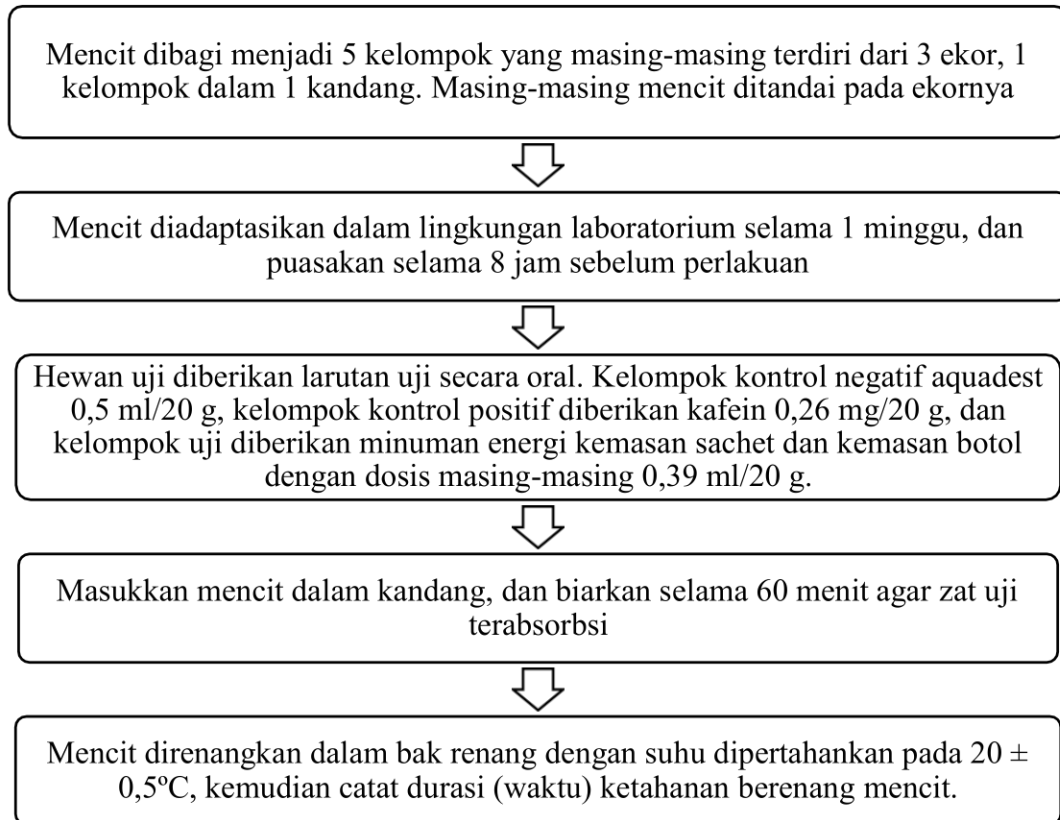 Mencit dibagi menjadi 5 kelompok yang masing-masing terdiri dari 3 ekor, 1
kelompok dalam 1 kandang. Masing-masing mencit ditandai pada ekornya
Mencit diadaptasikan dalam lingkungan laboratorium selama 1 minggu, dan
puasakan selama 8 jam sebelum perlakuan
Hewan uji diberikan larutan uji secara oral. Kelompok kontrol negatif aquadest
0,5 ml/20 g, kelompok kontrol positif diberikan kafein 0,26 mg/20 g, dan
kelompok uji diberikan minuman energi kemasan sachet dan kemasan botol
dengan dosis masing-masing 0,39 ml/20 g.
Masukkan mencit dalam kandang, dan biarkan selama 60 menit agar zat uji
terabsorbsi
Mencit direnangkan dalam bak renang dengan suhu dipertahankan pada 20 ±
0,5ºC, kemudian catat durasi (waktu) ketahanan berenang mencit.